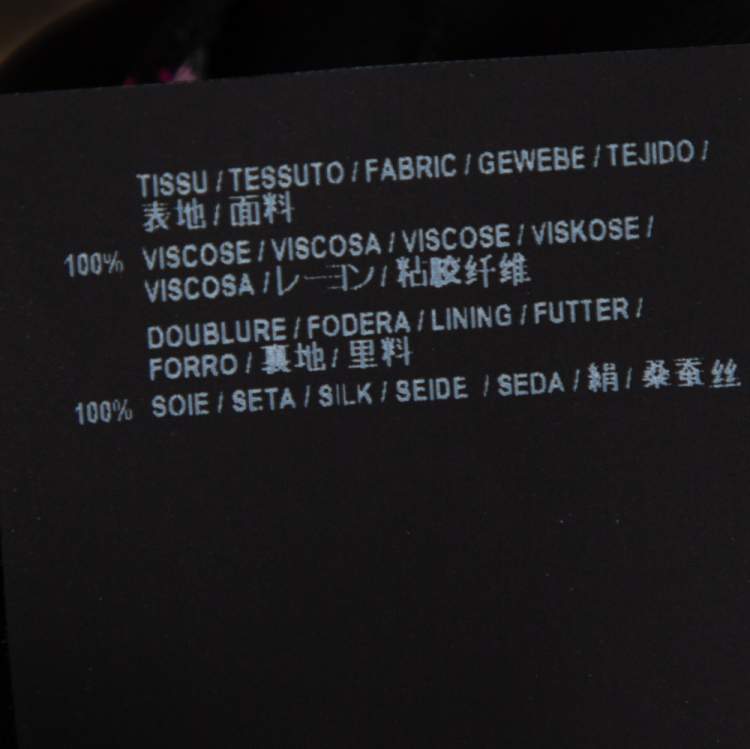 TISSU / TESSUTO / FABRIC / GEWEBE / TEJIDO /
表地 / 面料
100% VISCOSE / VISCOSA / VISCOSE / VISKOSE /
VISCOSA / レーヨン / 粘胶纤维
DOUBLURE / FODERA / LINING / FUTTER /
FORRO / 裏地 / 里料
100% SOIE / SETA / SILK / SEIDE / SEDA / 絹 / 桑蚕丝